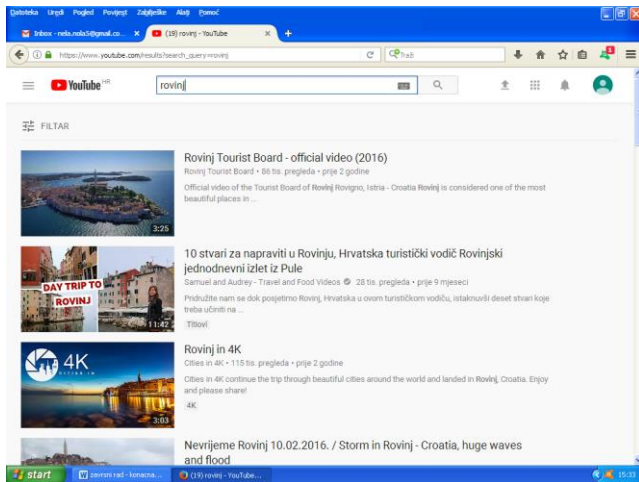 Datoteka Uredi Pogled Povijest Zabilješke Alati Pomoć
Inbox - nela.nola5@gmail.co... × (19) rovinj - YouTube × +
https://www.youtube.com/results?search_query=rovinj Traži
YouTube HR rovinj
FILTAR
Rovinj Tourist Board - official video (2016)
Rovinj Tourist Board • 86 tis. pregleda • prije 2 godine
Official video of the Tourist Board of Rovinj Rovigno, Istria - Croatia Rovinj is considered one of the most
beautiful places in ...
3:25
10 stvari za napraviti u Rovinju, Hrvatska turistički vodič Rovinjski
jednodnevni izlet iz Pule
Samuel and Audrey - Travel and Food Videos 28 tis. pregleda • prije 9 mjeseci
Pridružite nam se dok posjetimo Rovinj, Hrvatska u ovom turističkom vodiču, istaknuvši deset stvari koje
treba učiniti na ...
Titlovi
DAY TRIP TO
ROVINJ
11:42
Rovinj in 4K
Cities in 4K • 115 tis. pregleda • prije 2 godine
Cities in 4K continue the trip through beautiful cities around the world and landed in Rovinj, Croatia. Enjoy
and please share!
4K
4K
CITIES IN
3:03
Nevrijeme Rovinj 10.02.2016. / Storm in Rovinj - Croatia, huge waves
and flood
start zavrsni rad - konacna... (19) rovinj - YouTube... 15:33